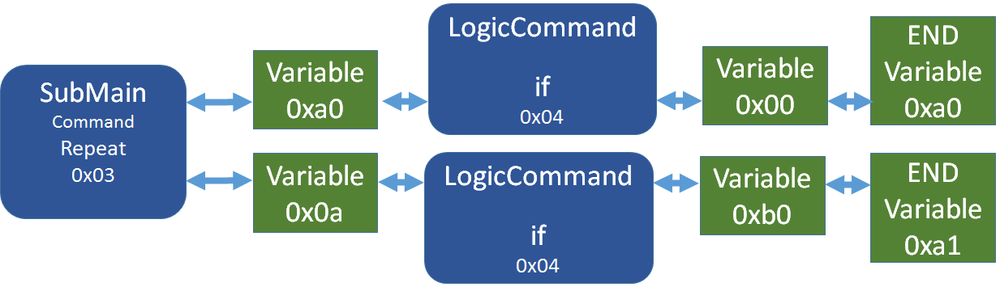 SubMain
Command
Repeat
0x03
Variable
0xa0
LogicCommand
if
0x04
Variable
0x00
END
Variable
0xa0
Variable
0x0a
LogicCommand
if
0x04
Variable
0xb0
END
Variable
0xa1